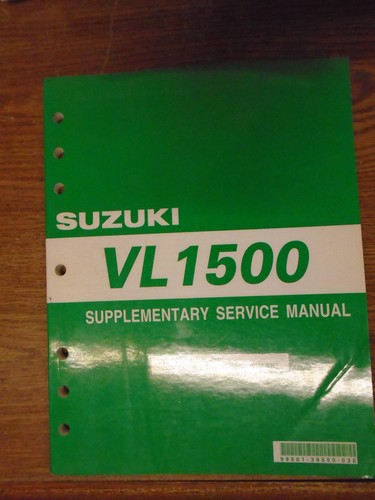 SUZUKI
VL1500
SUPPLEMENTARY SERVICE MANUAL